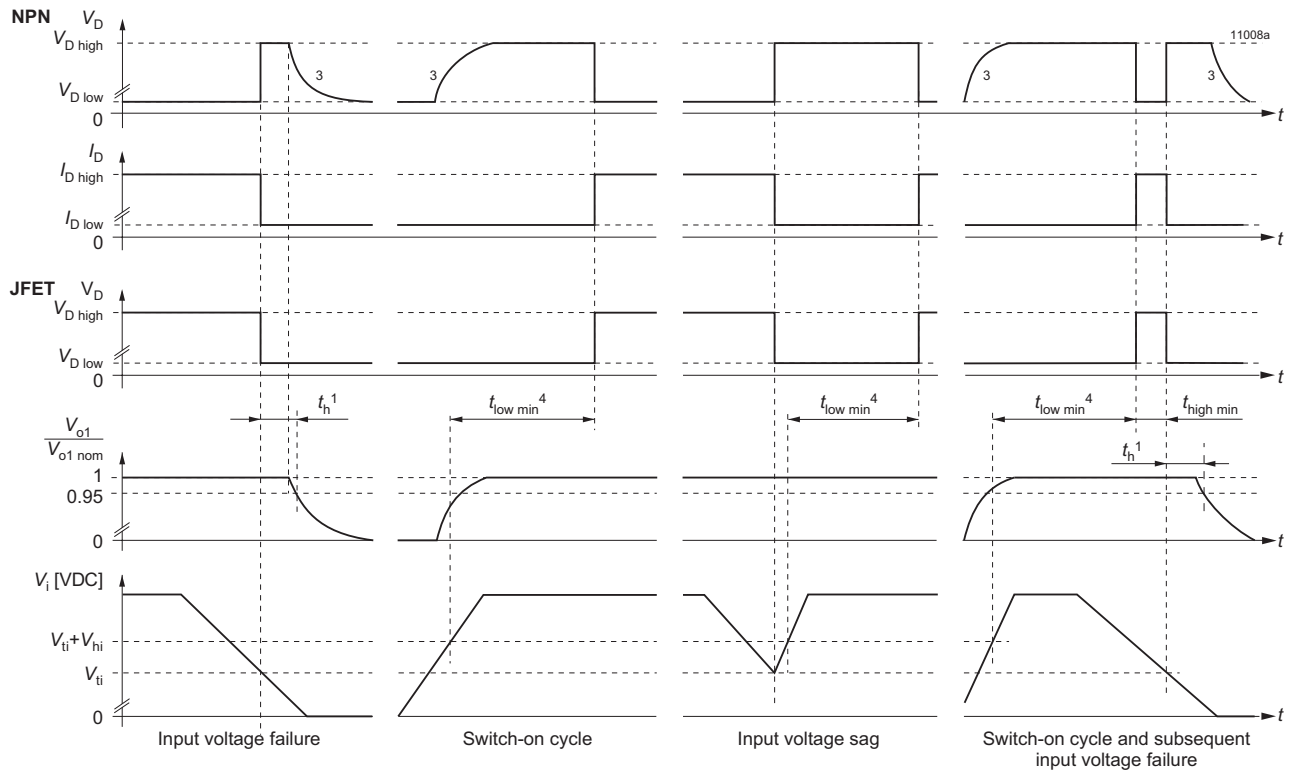 NPN
V_D
V_D high
3
3
3
3
11008a
V_D low
0
t
I_D
I_D high
I_D low
0
t
JFET
V_D
V_D high
V_D low
0
t
t_h^1
t_low min^4
t_low min^4
t_low min^4
t_high min
V_o1
V_o1 nom
t_h^1
1
0.95
0
t
V_i [VDC]
V_ti+V_hi
V_ti
0
t
Input voltage failure
Switch-on cycle
Input voltage sag
Switch-on cycle and subsequent
input voltage failure